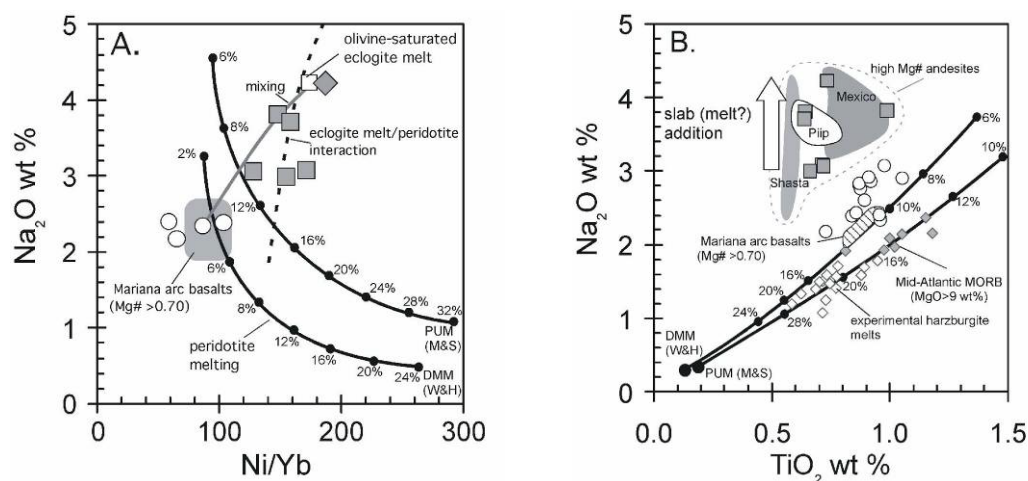 A.
olivine-saturated
eclogite melt
mixing
eclogite melt/peridotite
interaction
6%
8%
2%
12%
16%
20%
24%
28%
32%
PUM
(M&S)
Mariana arc basalts
(Mg# >0.70)
6%
8%
12%
16%
20%
24%
DMM
(W&H)
peridotite
melting
Na2O wt %
5
4
3
2
1
0
0
100
200
300
Ni/Yb
B.
high Mg# andesites
slab (melt?)
addition
Mexico
Piip
Shasta
6%
10%
8%
12%
10%
Mariana arc basalts
(Mg# >0.70)
16%
16%
Mid-Atlantic MORB
(MgO>9 wt%)
20%
20%
24%
28%
experimental harzburgite
melts
DMM
(W&H)
PUM (M&S)
Na2O wt %
5
4
3
2
1
0
0.0
0.5
1.0
1.5
TiO2 wt %